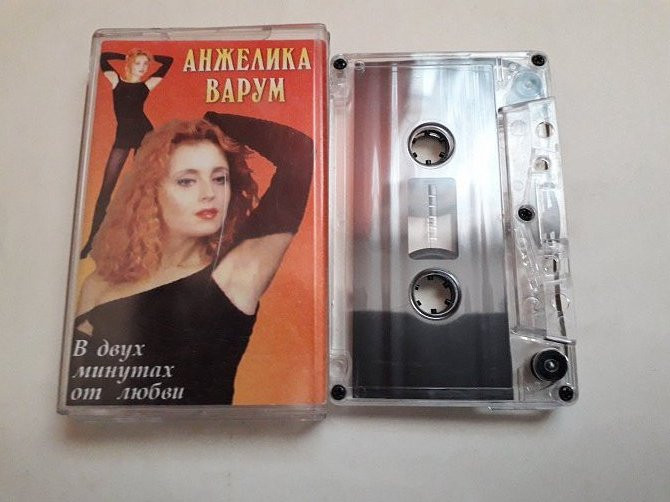 АНЖЕЛИКА
ВАРУМ
В двух
минутах
от любви